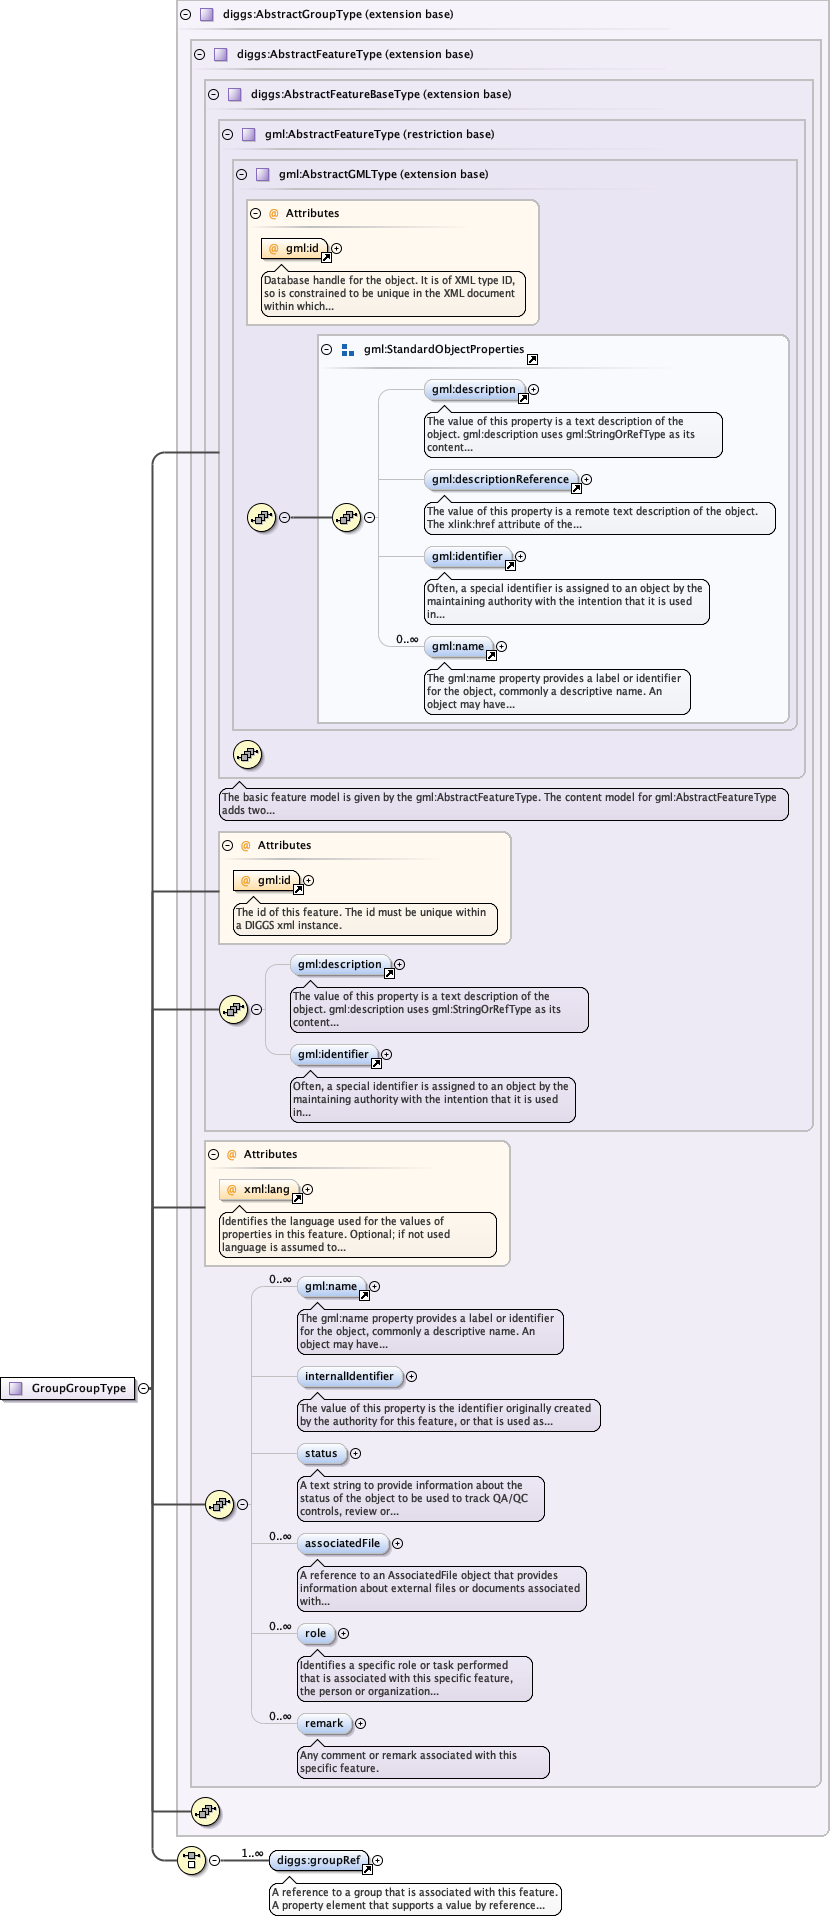 diggs:AbstractGroupType (extension base)
diggs:AbstractFeatureType (extension base)
diggs:AbstractFeatureBaseType (extension base)
gml:AbstractFeatureType (restriction base)
gml:AbstractGMLType (extension base)
@ Attributes
@ gml:id
Database handle for the object. It is of XML type ID,
so is constrained to be unique in the XML document
within which...
gml:StandardObjectProperties
gml:description
The value of this property is a text description of the
object. gml:description uses gml:StringOrRefType as its
content...
gml:descriptionReference
The value of this property is a remote text description of the object.
The xlink:href attribute of the...
gml:identifier
Often, a special identifier is assigned to an object by the
maintaining authority with the intention that it is used
in...
0..∞
gml:name
The gml:name property provides a label or identifier
for the object, commonly a descriptive name. An
object may have...
The basic feature model is given by the gml:AbstractFeatureType. The content model for gml:AbstractFeatureType
adds two...
@ Attributes
@ gml:id
The id of this feature. The id must be unique within
a DIGGS xml instance.
gml:description
The value of this property is a text description of the
object. gml:description uses gml:StringOrRefType as its
content...
gml:identifier
Often, a special identifier is assigned to an object by the
maintaining authority with the intention that it is used
in...
@ Attributes
@ xml:lang
Identifies the language used for the values of
properties in this feature. Optional; if not used
language is assumed to...
0..∞
gml:name
The gml:name property provides a label or identifier
for the object, commonly a descriptive name. An
object may have...
internalIdentifier
GroupGroupType
The value of this property is the identifier originally created
by the authority for this feature, or that is used as...
status
A text string to provide information about the
status of the object to be used to track QA/QC
controls, review or...
0..∞
associatedFile
A reference to an AssociatedFile object that provides
information about external files or documents associated
with...
0..∞
role
Identifies a specific role or task performed
that is associated with this specific feature,
the person or organization...
0..∞
remark
Any comment or remark associated with this
specific feature.
1..∞
diggs:groupRef
A reference to a group that is associated with this feature.
A property element that supports a value by reference...